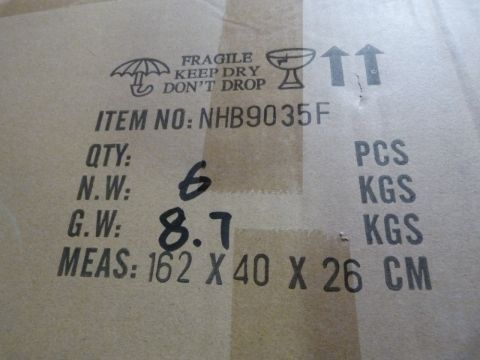 FRAGILE
KEEP DRY
DON'T DROP
ITEM NO: NHB9035F
QTY: PCS
N.W: 6 KGS
G.W: 8.7 KGS
MEAS: 162 X 40 X 26 CM